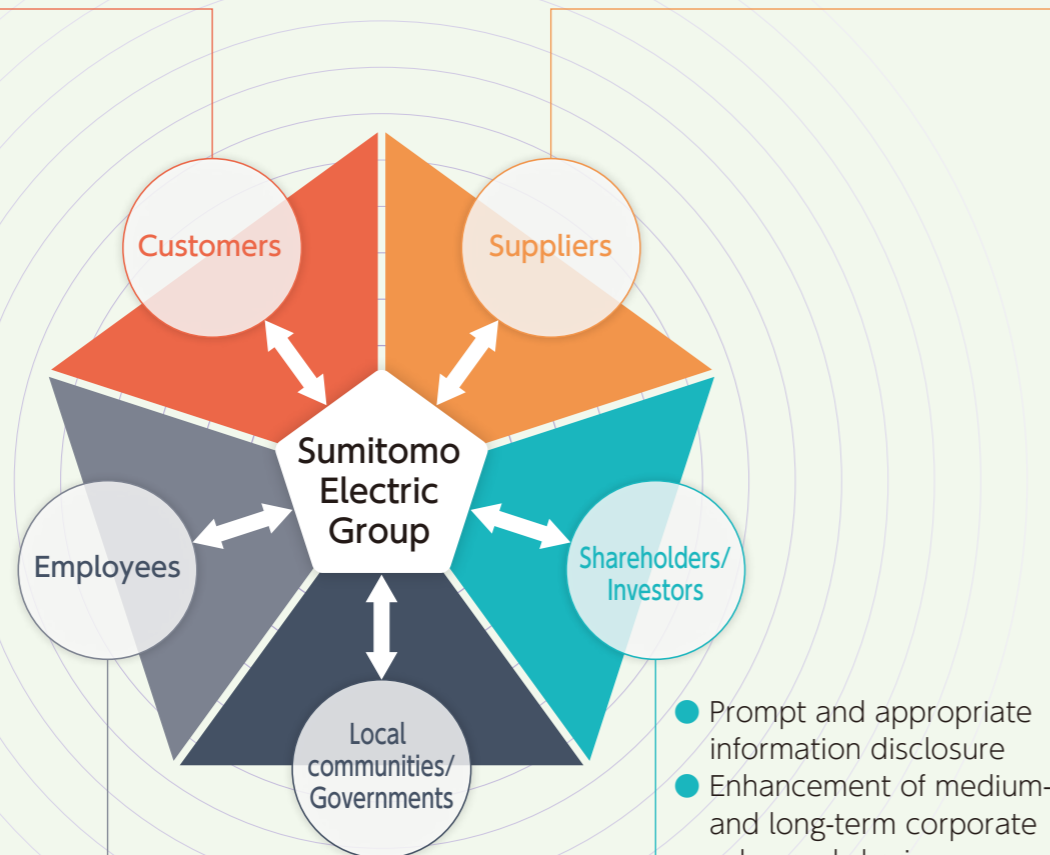 Customers
Suppliers
Sumitomo
Electric
Group
Employees
Shareholders/
Investors
Local
communities/
Governments
● Prompt and appropriate
information disclosure
● Enhancement of medium-
and long-term corporate